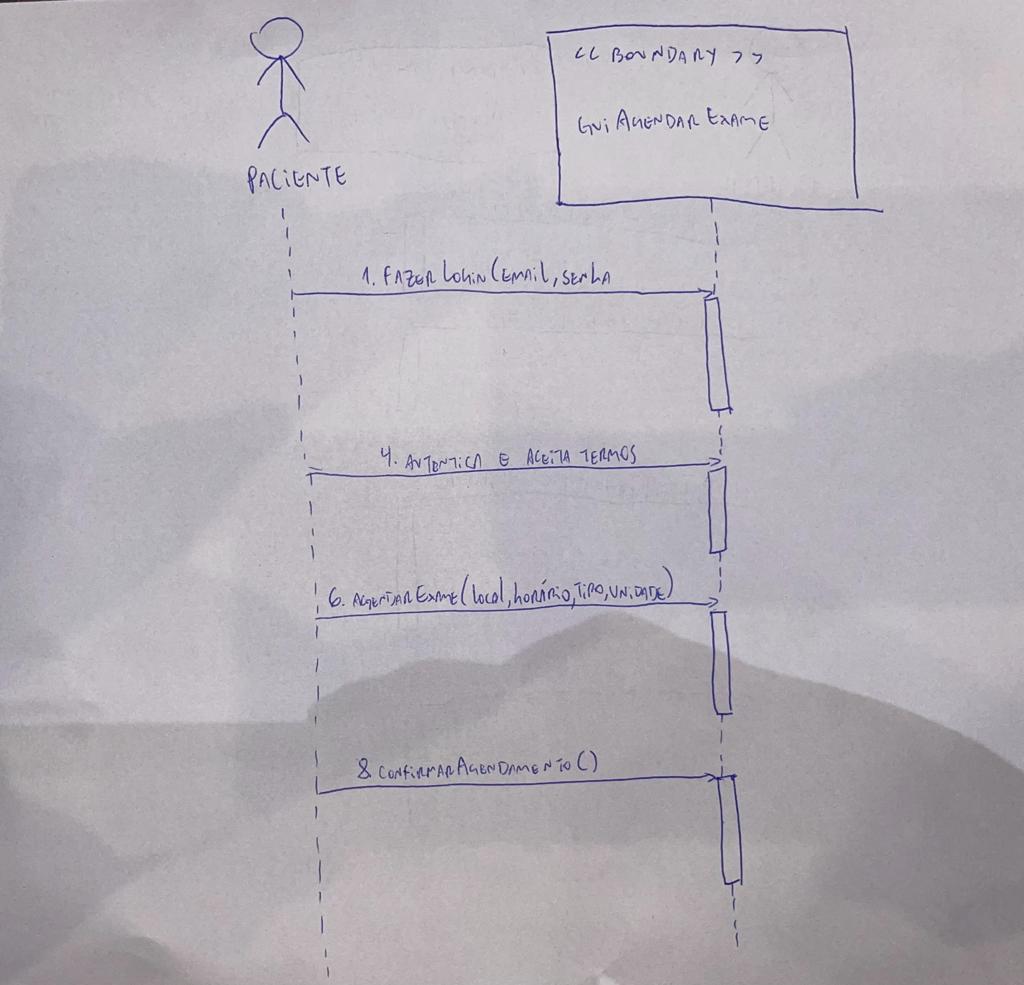 << BOUNDARY >>
GUI AGENDAR EXAME
PACIENTE
1. FAZER LOGIN (EMAIL, SENHA
4. AUTENTICA E ACEITA TERMOS
6. AGENDAR EXAME (local, horário, TIPO, UNIDADE)
8 CONFIRMAR AGENDAMENTO ()